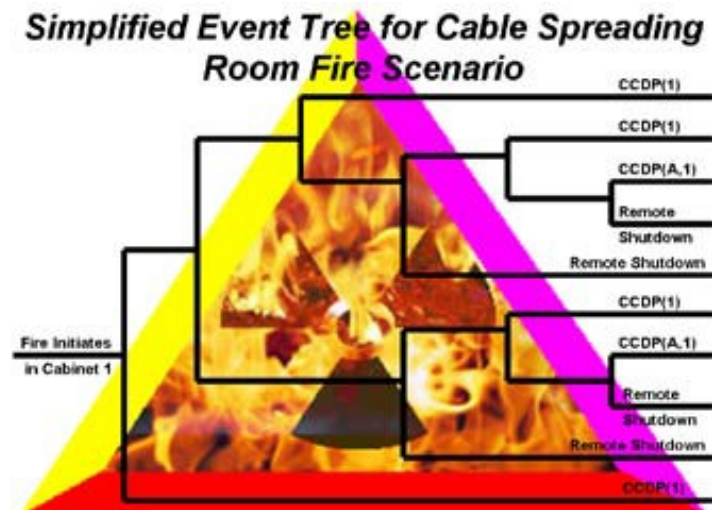 Simplified Event Tree for Cable Spreading
Room Fire Scenario
CCDP(1)
CCDP(1)
CCDP(A,1)
Remote
Shutdown
Remote Shutdown
CCDP(1)
Fire Initiates
in Cabinet 1
CCDP(A,1)
Remote
Shutdown
Remote Shutdown
CCDP(1)